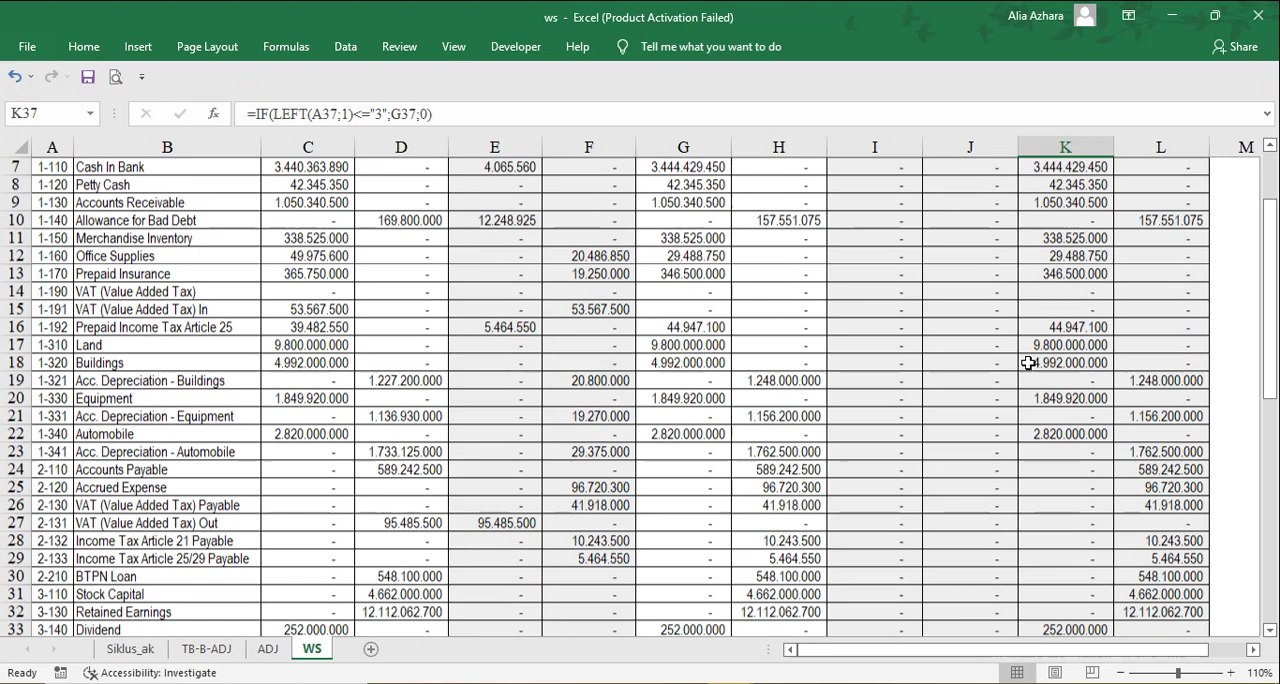 ws - Excel (Product Activation Failed) Alia Azhara
File Home Insert Page Layout Formulas Data Review View Developer Help Tell me what you want to do Share
K37 fx =IF(LEFT(A37;1)<="3";G37;0)
A B C D E F G H I J K L M
7 1-110 Cash In Bank 3.440.363.890 - 4.065.560 - 3.444.429.450 - - - 3.444.429.450 -
8 1-120 Petty Cash 42.345.350 - - - 42.345.350 - - - 42.345.350 -
9 1-130 Accounts Receivable 1.050.340.500 - - - 1.050.340.500 - - - 1.050.340.500 -
10 1-140 Allowance for Bad Debt - 169.800.000 12.248.925 - - 157.551.075 - - - 157.551.075
11 1-150 Merchandise Inventory 338.525.000 - - - 338.525.000 - - - 338.525.000 -
12 1-160 Office Supplies 49.975.600 - - 20.486.850 29.488.750 - - - 29.488.750 -
13 1-170 Prepaid Insurance 365.750.000 - - 19.250.000 346.500.000 - - - 346.500.000 -
14 1-190 VAT (Value Added Tax) - - - - - - - - - -
15 1-191 VAT (Value Added Tax) In 53.567.500 - - 53.567.500 - - - - - -
16 1-192 Prepaid Income Tax Article 25 39.482.550 - 5.464.550 - 44.947.100 - - - 44.947.100 -
17 1-310 Land 9.800.000.000 - - - 9.800.000.000 - - - 9.800.000.000 -
18 1-320 Buildings 4.992.000.000 - - - 4.992.000.000 - - - 4.992.000.000 -
19 1-321 Acc. Depreciation - Buildings - 1.227.200.000 - 20.800.000 - 1.248.000.000 - - - 1.248.000.000
20 1-330 Equipment 1.849.920.000 - - - 1.849.920.000 - - - 1.849.920.000 -
21 1-331 Acc. Depreciation - Equipment - 1.136.930.000 - 19.270.000 - 1.156.200.000 - - - 1.156.200.000
22 1-340 Automobile 2.820.000.000 - - - 2.820.000.000 - - - 2.820.000.000 -
23 1-341 Acc. Depreciation - Automobile - 1.733.125.000 - 29.375.000 - 1.762.500.000 - - - 1.762.500.000
24 2-110 Accounts Payable - 589.242.500 - - - 589.242.500 - - - 589.242.500
25 2-120 Accrued Expense - - - 96.720.300 - 96.720.300 - - - 96.720.300
26 2-130 VAT (Value Added Tax) Payable - - - 41.918.000 - 41.918.000 - - - 41.918.000
27 2-131 VAT (Value Added Tax) Out - 95.485.500 95.485.500 - - - - - - -
28 2-132 Income Tax Article 21 Payable - - - 10.243.500 - 10.243.500 - - - 10.243.500
29 2-133 Income Tax Article 25/29 Payable - - - 5.464.550 - 5.464.550 - - - 5.464.550
30 2-210 BTPN Loan - 548.100.000 - - - 548.100.000 - - - 548.100.000
31 3-110 Stock Capital - 4.662.000.000 - - - 4.662.000.000 - - - 4.662.000.000
32 3-130 Retained Earnings - 12.112.062.700 - - - 12.112.062.700 - - - 12.112.062.700
33 3-140 Dividend 252.000.000 - - - 252.000.000 - - - 252.000.000 -
Siklus_ak TB-B-ADJ ADJ WS
Ready Accessibility: Investigate 110%